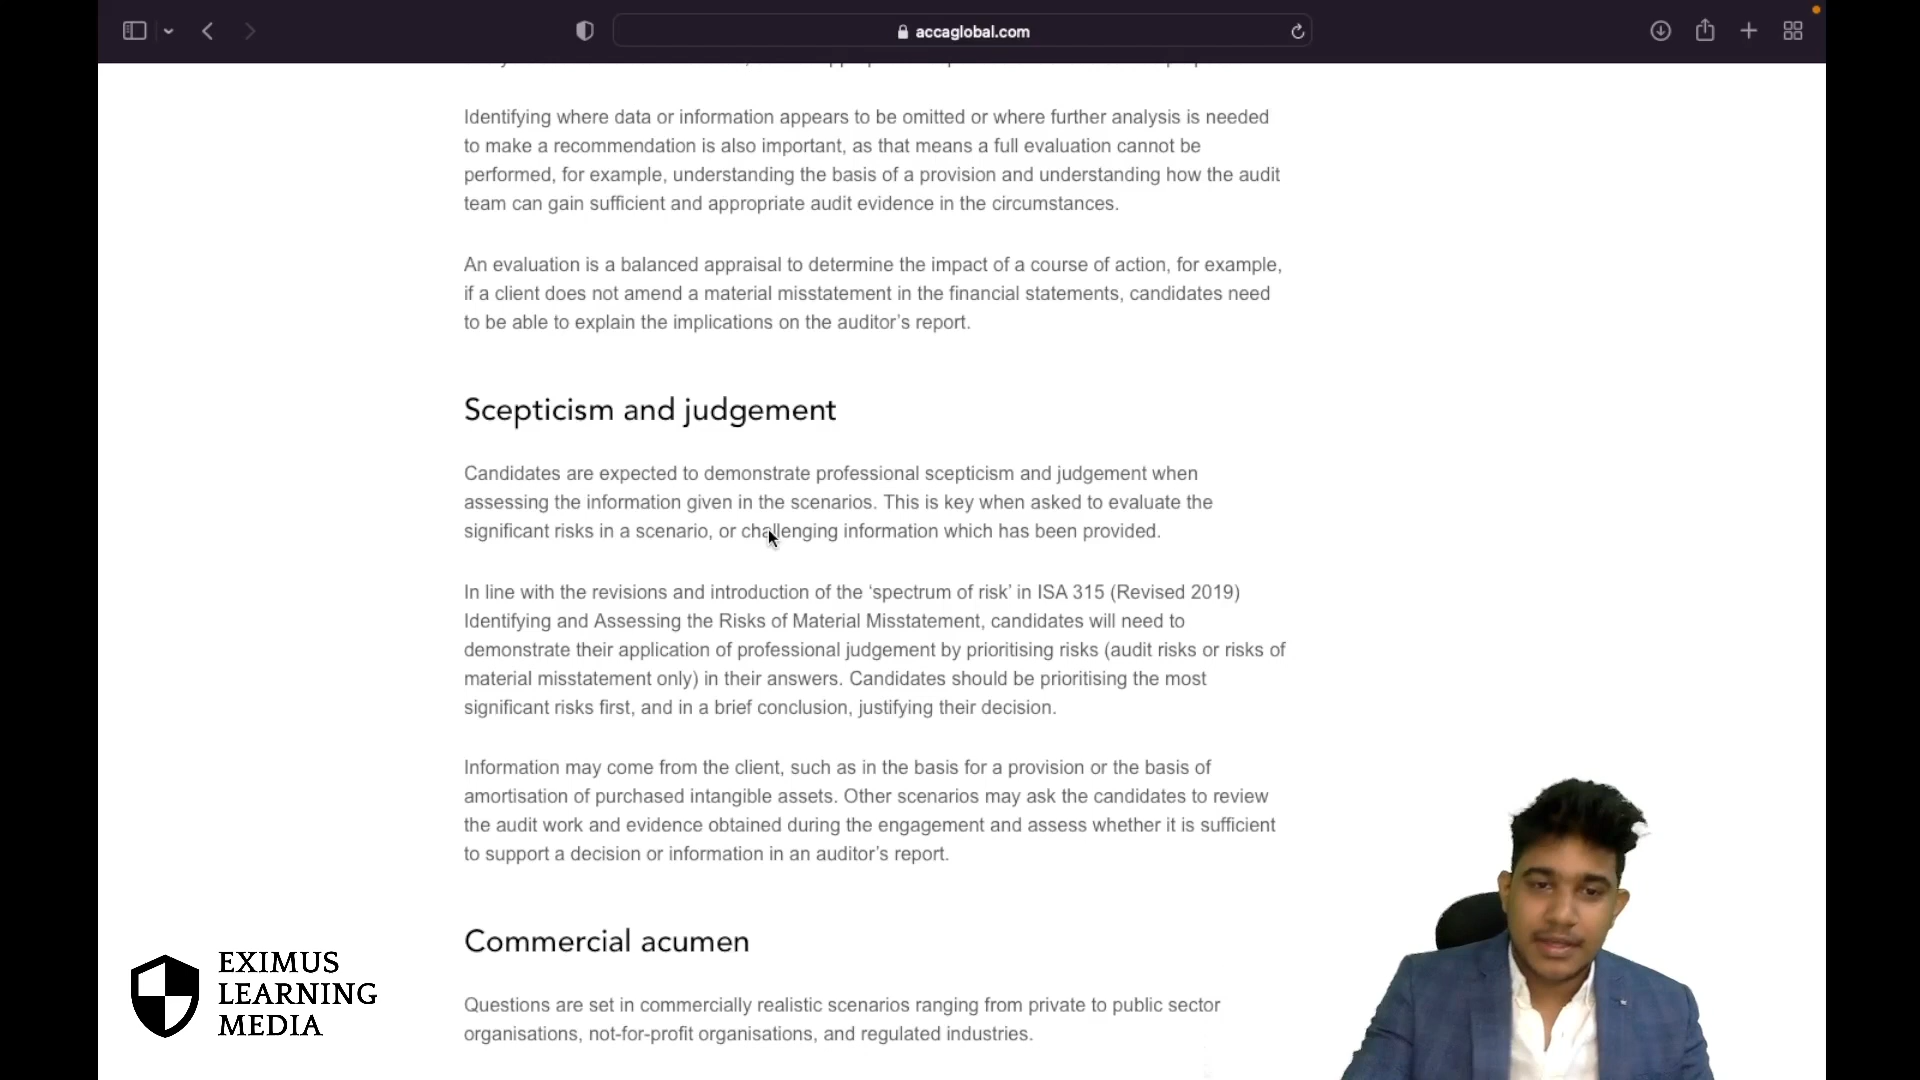 accaglobal.com
Identifying where data or information appears to be omitted or where further analysis is needed
to make a recommendation is also important, as that means a full evaluation cannot be
performed, for example, understanding the basis of a provision and understanding how the audit
team can gain sufficient and appropriate audit evidence in the circumstances.
An evaluation is a balanced appraisal to determine the impact of a course of action, for example,
if a client does not amend a material misstatement in the financial statements, candidates need
to be able to explain the implications on the auditor’s report.
Scepticism and judgement
Candidates are expected to demonstrate professional scepticism and judgement when
assessing the information given in the scenarios. This is key when asked to evaluate the
significant risks in a scenario, or challenging information which has been provided.
In line with the revisions and introduction of the ‘spectrum of risk’ in ISA 315 (Revised 2019)
Identifying and Assessing the Risks of Material Misstatement, candidates will need to
demonstrate their application of professional judgement by prioritising risks (audit risks or risks of
material misstatement only) in their answers. Candidates should be prioritising the most
significant risks first, and in a brief conclusion, justifying their decision.
Information may come from the client, such as in the basis for a provision or the basis of
amortisation of purchased intangible assets. Other scenarios may ask the candidates to review
the audit work and evidence obtained during the engagement and assess whether it is sufficient
to support a decision or information in an auditor’s report.
Commercial acumen
Questions are set in commercially realistic scenarios ranging from private to public sector
organisations, not-for-profit organisations, and regulated industries.
EXIMUS
LEARNING
MEDIA